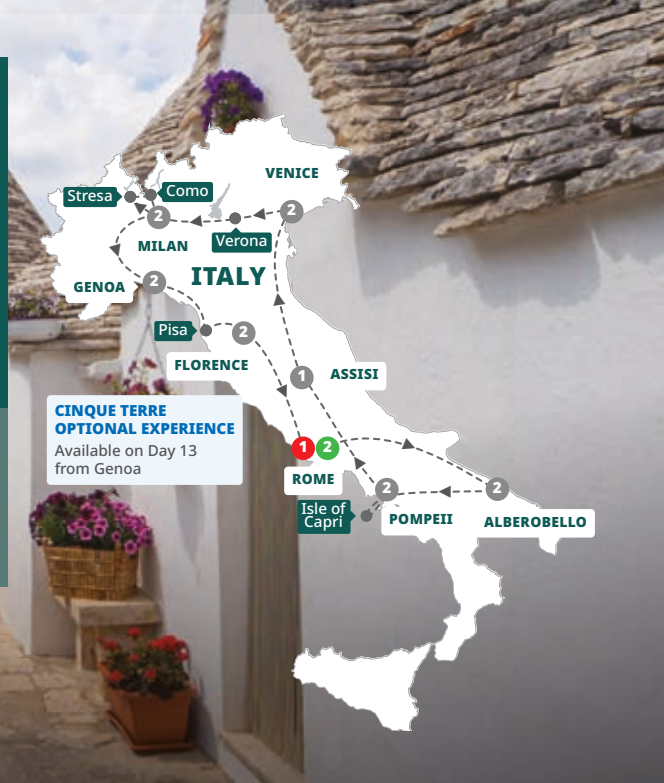 VENICE
Stresa
Como
2
2
Verona
MILAN
ITALY
GENOA
2
Pisa
2
FLORENCE
1
ASSISI
CINQUE TERRE
OPTIONAL EXPERIENCE
Available on Day 13
from Genoa
1
2
ROME
2
2
Isle of
Capri
POMPEII
ALBEROBELLO